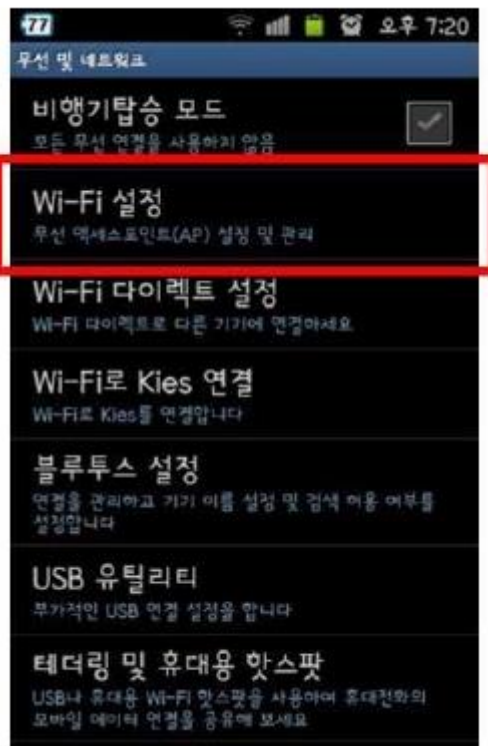 77 오후 7:20
무선 및 네트워크
비행기탑승 모드
모든 무선 연결을 사용하지 않음
Wi-Fi 설정
무선 액세스포인트(AP) 설정 및 관리
Wi-Fi 다이렉트 설정
Wi-Fi 다이렉트로 다른 기기에 연결하세요
Wi-Fi로 Kies 연결
Wi-Fi로 Kies를 연결합니다
블루투스 설정
연결을 관리하고 기기 이름 설정 및 검색 허용 여부를
설정합니다
USB 유틸리티
부가적인 USB 연결 설정을 합니다
테더링 및 휴대용 핫스팟
USB나 휴대용 Wi-Fi 핫스팟을 사용하여 휴대전화의
모바일 데이터 연결을 공유해 보세요